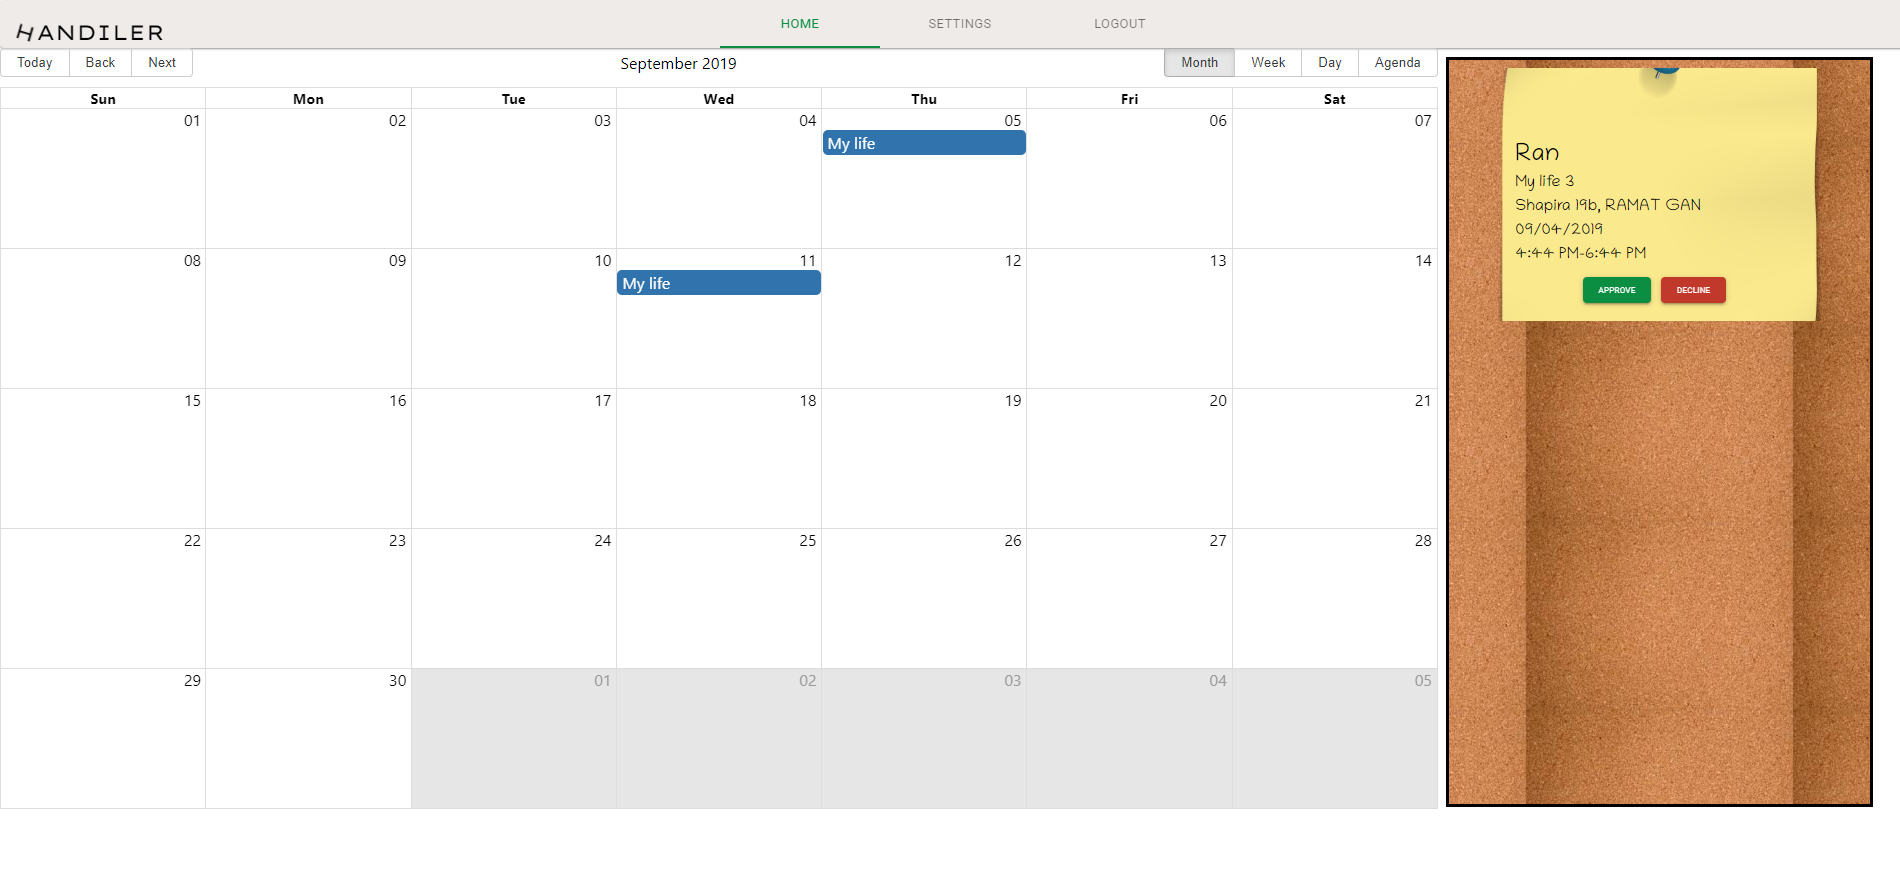 HANDILER
HOME SETTINGS LOGOUT
Today Back Next
September 2019
Month Week Day Agenda
Sun Mon Tue Wed Thu Fri Sat
01 02 03 04 05 06 07
My life
08 09 10 11 12 13 14
My life
15 16 17 18 19 20 21
22 23 24 25 26 27 28
29 30 01 02 03 04 05
Ran
My life 3
Shapira 19b, RAMAT GAN
09/04/2019
4:44 PM-6:44 PM
APPROVE DECLINE